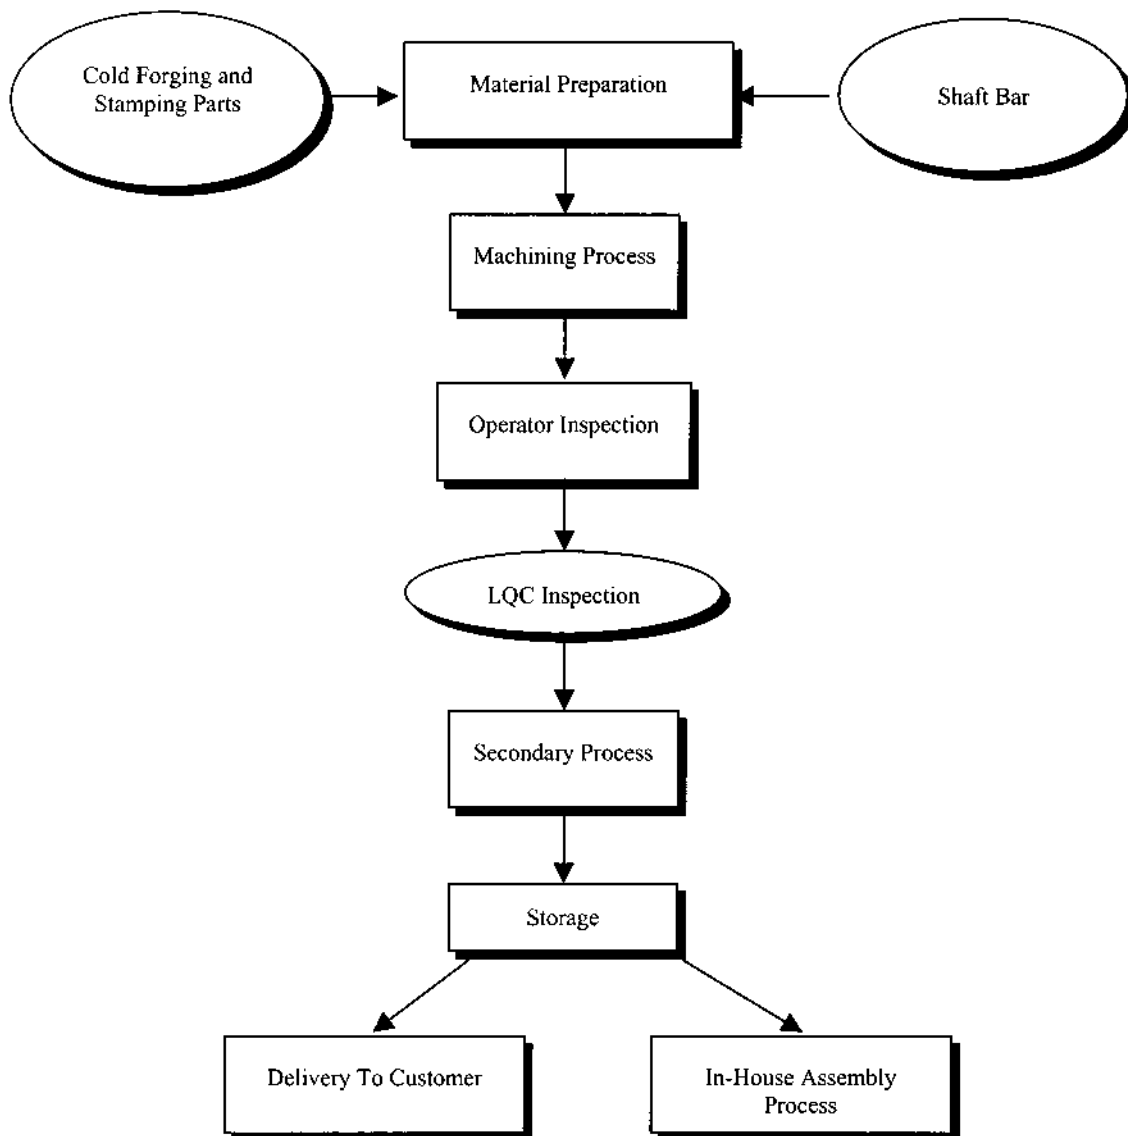 Cold Forging and
Stamping Parts
Material Preparation
Shaft Bar
Machining Process
Operator Inspection
LQC Inspection
Secondary Process
Storage
Delivery To Customer
In-House Assembly
Process